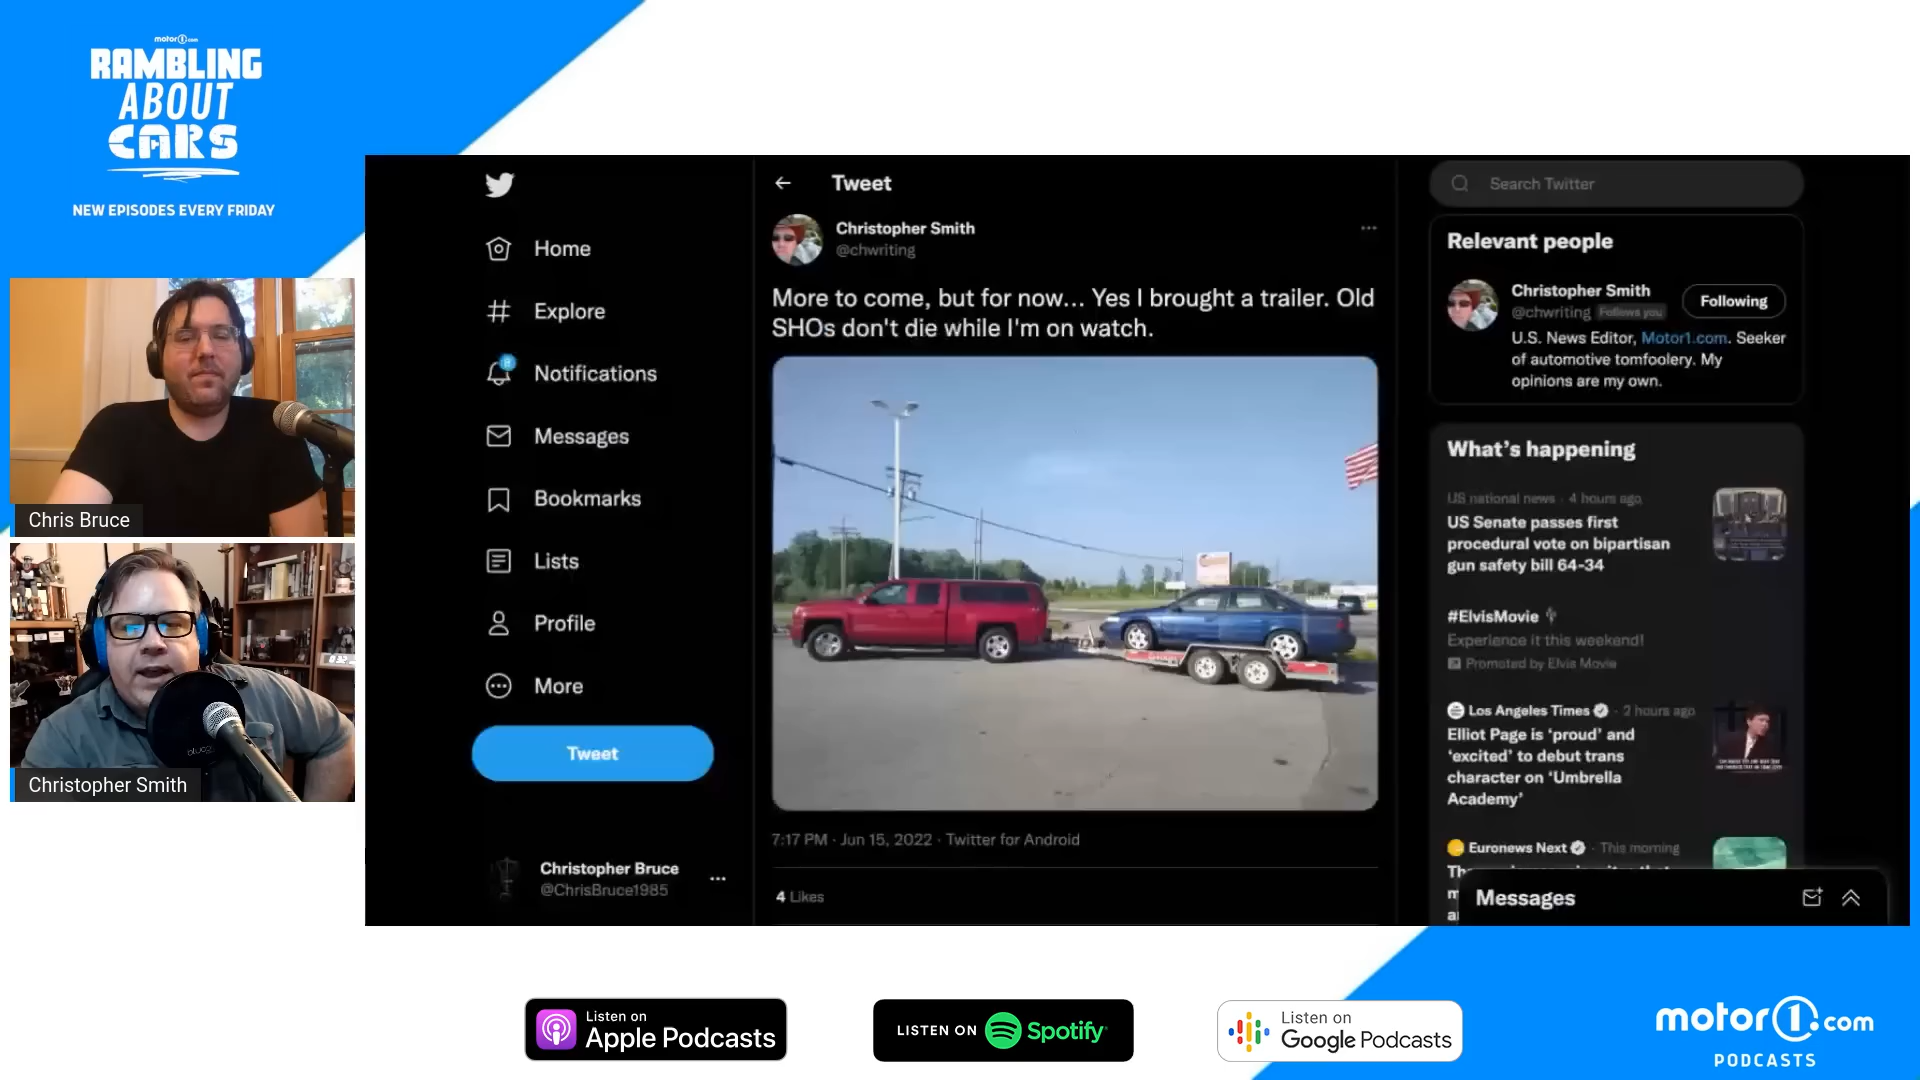 motor1.com
RAMBLING
ABOUT
CARS
NEW EPISODES EVERY FRIDAY
Chris Bruce
Christopher Smith
Home
Explore
Notifications
Messages
Bookmarks
Lists
Profile
More
Tweet
Christopher Bruce
@ChrisBruce1985
Tweet
Christopher Smith
@chwriting
More to come, but for now... Yes I brought a trailer. Old
SHOs don't die while I'm on watch.
7:17 PM · Jun 15, 2022 · Twitter for Android
4 Likes
Search Twitter
Relevant people
Christopher Smith
@chwriting Follows you
Following
U.S. News Editor, Motor1.com. Seeker
of automotive tomfoolery. My
opinions are my own.
What's happening
US national news · 4 hours ago
US Senate passes first
procedural vote on bipartisan
gun safety bill 64-34
#ElvisMovie
Experience it this weekend!
Promoted by Elvis Movie
Los Angeles Times · 2 hours ago
Elliot Page is 'proud' and
'excited' to debut trans
character on 'Umbrella
Academy'
Euronews Next · This morning
Messages
Listen on
Apple Podcasts
LISTEN ON Spotify
Listen on
Google Podcasts
motor1.com
PODCASTS